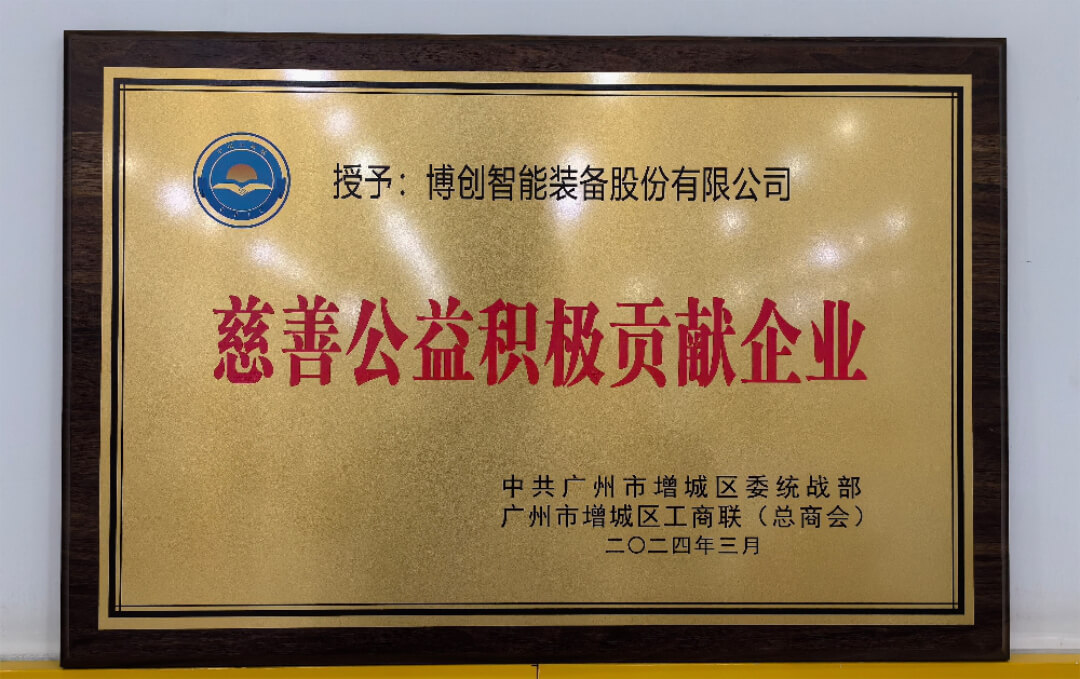 授予：博创智能装备股份有限公司
慈善公益积极贡献企业
中共广州市增城区委统战部
广州市增城区工商联（总商会）
二〇二四年三月